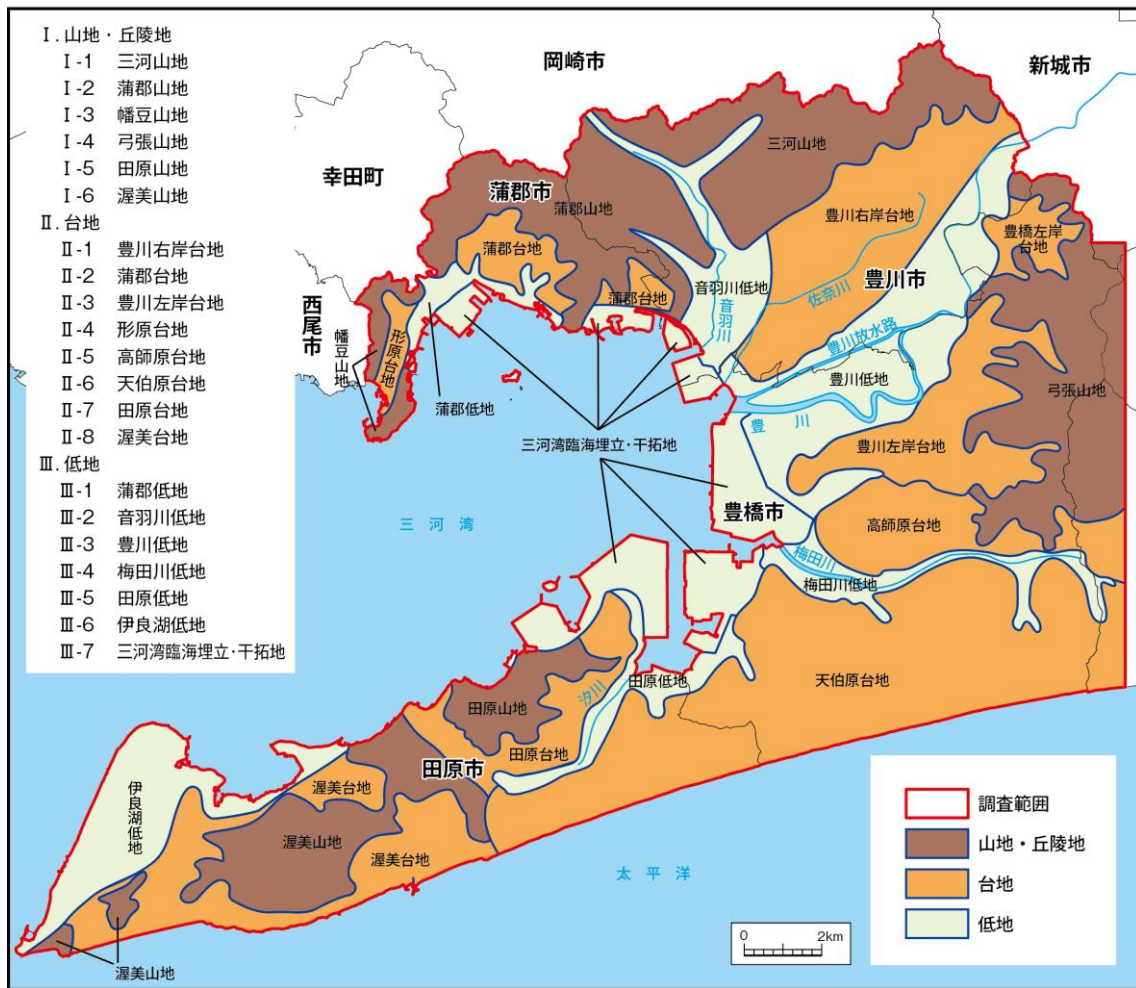 Ⅰ.山地・丘陵地
Ⅰ-1 三河山地
Ⅰ-2 蒲郡山地
Ⅰ-3 幡豆山地
Ⅰ-4 弓張山地
Ⅰ-5 田原山地
Ⅰ-6 渥美山地
Ⅱ.台地
Ⅱ-1 豊川右岸台地
Ⅱ-2 蒲郡台地
Ⅱ-3 豊川左岸台地
Ⅱ-4 形原台地
Ⅱ-5 高師原台地
Ⅱ-6 天伯原台地
Ⅱ-7 田原台地
Ⅱ-8 渥美台地
Ⅲ.低地
Ⅲ-1 蒲郡低地
Ⅲ-2 音羽川低地
Ⅲ-3 豊川低地
Ⅲ-4 梅田川低地
Ⅲ-5 田原低地
Ⅲ-6 伊良湖低地
Ⅲ-7 三河湾臨海埋立・干拓地
岡崎市
新城市
幸田町
三河山地
蒲郡市
蒲郡山地
豊川右岸台地
豊橋左岸
台地
蒲郡台地
豊川市
音羽川低地
佐奈川
蒲郡台地
音羽川
西尾市
幡豆山地
形原台地
豊川放水路
豊川低地
弓張山地
蒲郡低地
豊川
三河湾臨海埋立・干拓地
豊川左岸台地
豊橋市
三河湾
高師原台地
梅田川
梅田川低地
田原低地
天伯原台地
汐川
田原山地
田原台地
田原市
伊良湖低地
渥美台地
渥美山地
渥美台地
太平洋
渥美山地
調査範囲
山地・丘陵地
台地
低地
0 2km